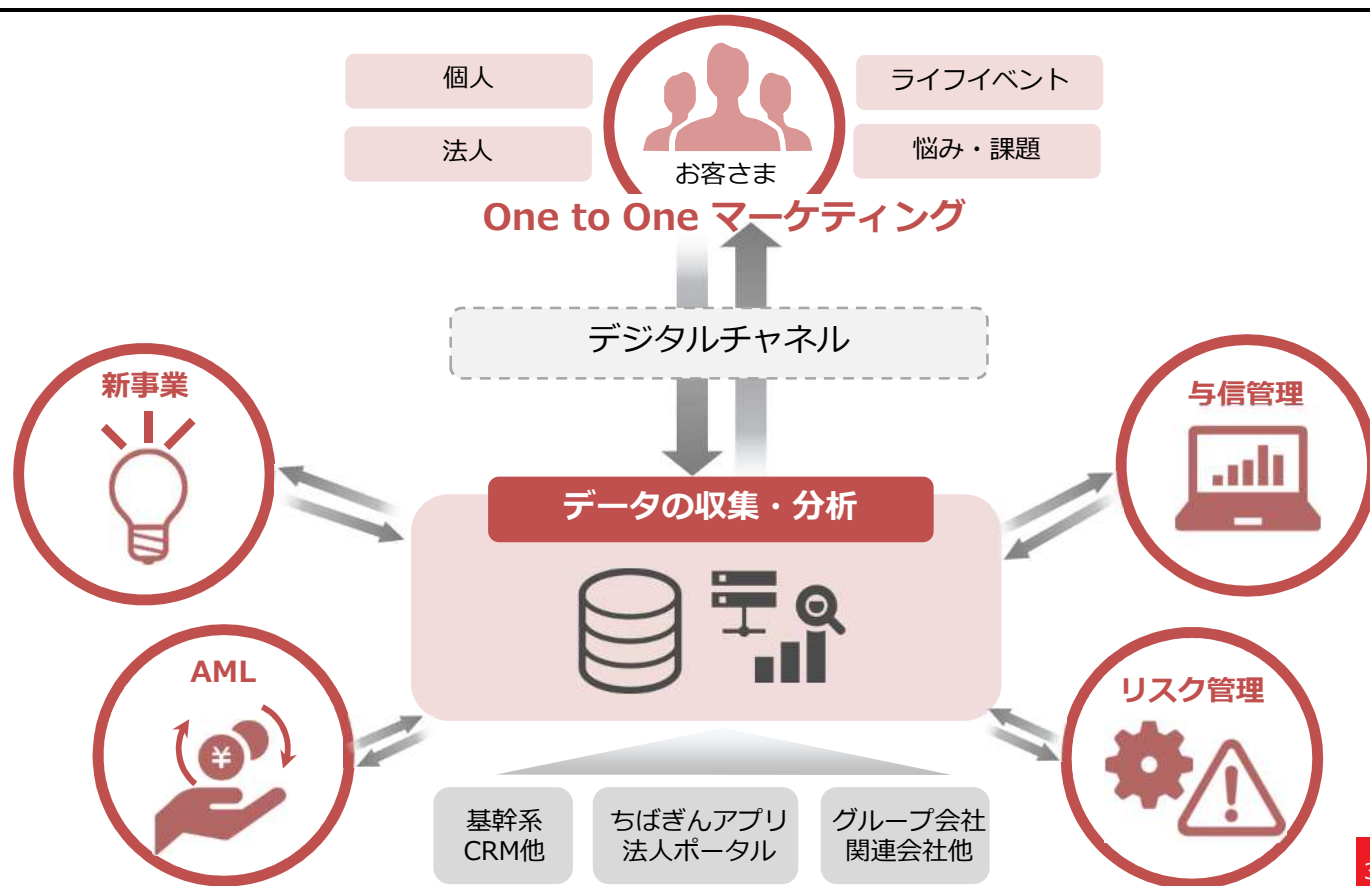 個人
法人
お客さま
ライフイベント
悩み・課題
One to One マーケティング
デジタルチャネル
新事業
与信管理
データの収集・分析
AML
¥
リスク管理
基幹系
CRM他
ちばぎんアプリ
法人ポータル
グループ会社
関連会社他